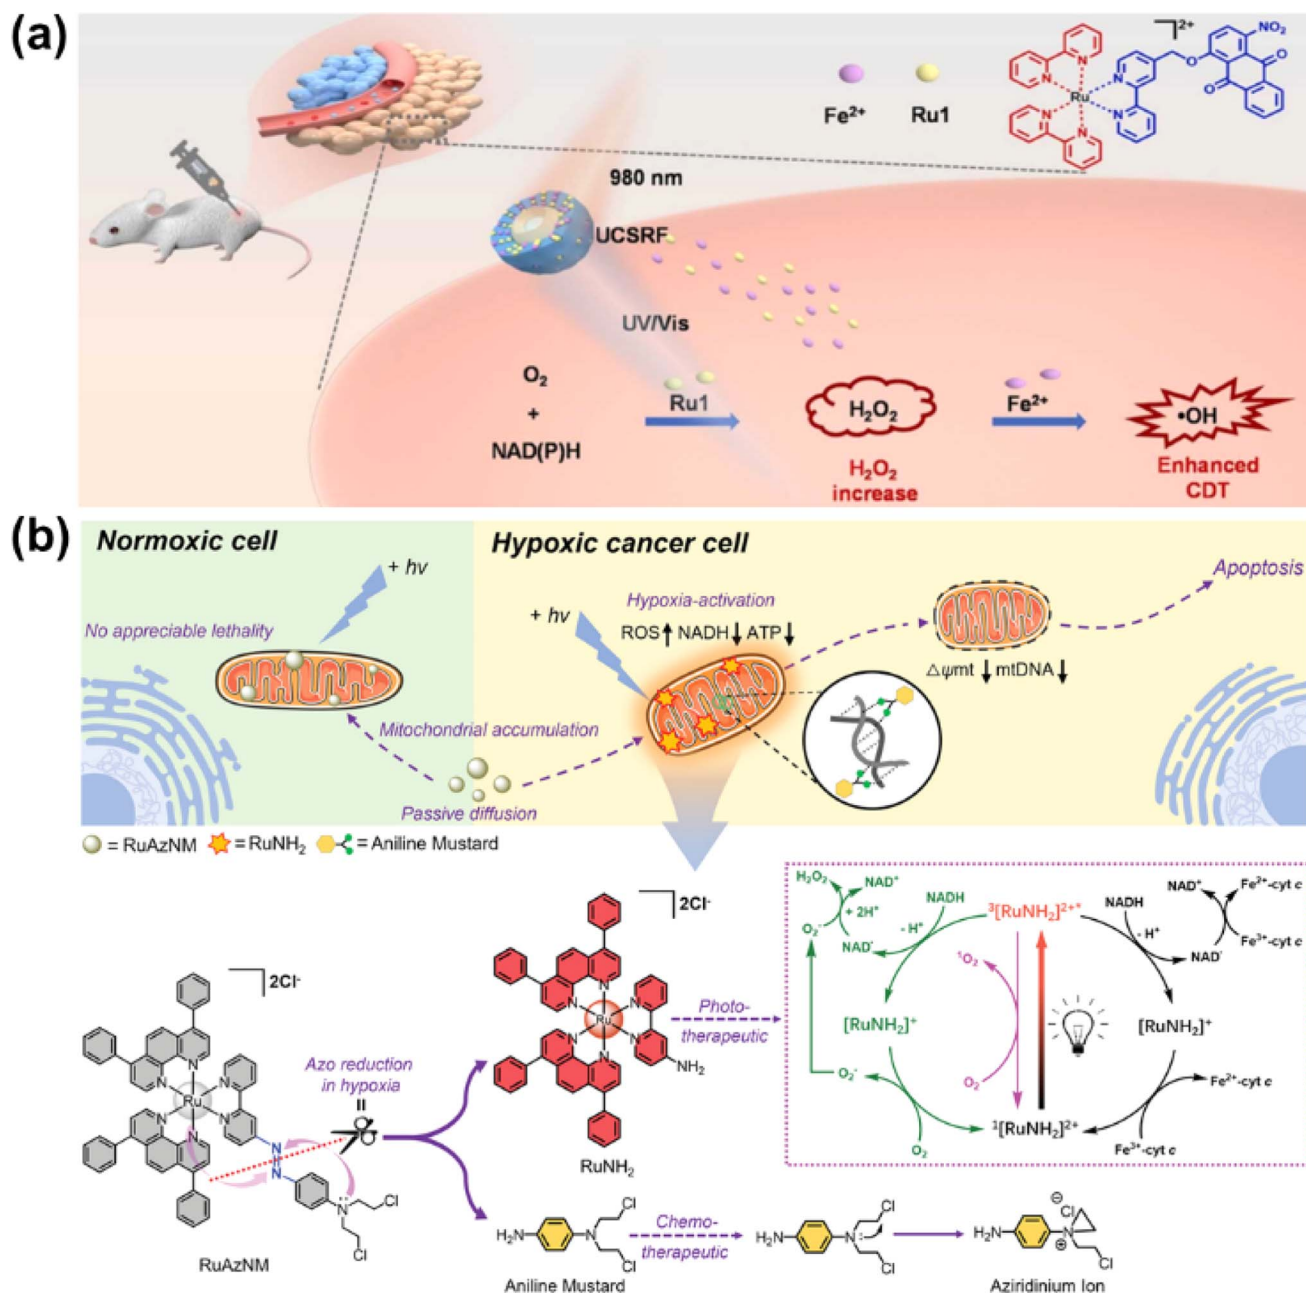 (a)
]2+
NO2
O
O
O
N
N
N
N
N
N
Ru
Fe2+
Ru1
980 nm
UCSRF
UV/Vis
O2
+
NAD(P)H
Ru1
H2O2
H2O2
increase
Fe2+
•OH
Enhanced
CDT
(b)
Normoxic cell
+ hv
No appreciable lethality
Mitochondrial accumulation
Passive diffusion
Hypoxic cancer cell
+ hv
Hypoxia-activation
ROS↑ NADH↓ ATP↓
△ψmt ↓ mtDNA↓
Apoptosis
= RuAzNM
= RuNH2
= Aniline Mustard
2Cl-
N
N
N
N
N
N
Ru
N
N
N
Cl
Cl
RuAzNM
Azo reduction
in hypoxia
2Cl-
N
N
N
N
N
N
Ru
NH2
RuNH2
Photo-
therapeutic
H2O2
NAD+
+ 2H+
O2·-
NAD·
NADH
- H+
3[RuNH2]2+*
NADH
- H+
NAD·
NAD+
Fe2+-cyt c
Fe3+-cyt c
1O2
[RuNH2]+
[RuNH2]+
O2·-
O2
O2
1[RuNH2]2+
Fe2+-cyt c
Fe3+-cyt c
H2N
N
Cl
Cl
Aniline Mustard
Chemo-
therapeutic
H2N
N:
Cl
Cl
H2N
N
⊕
⊖
Cl
Cl
Aziridinium Ion